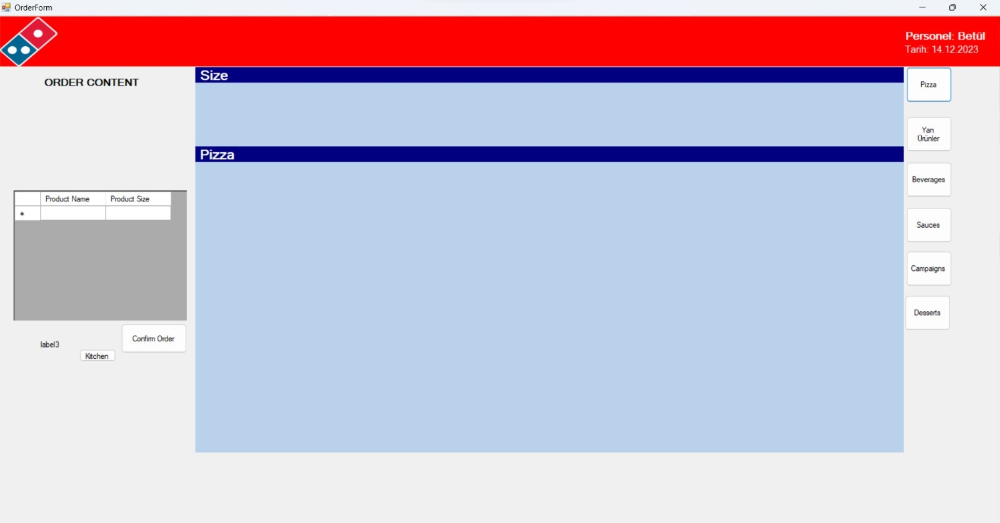 OrderForm
Personel: Betül
Tarih: 14.12.2023
ORDER CONTENT
Size
Pizza
Product Name Product Size
label3
Confirm Order
Kitchen
Pizza
Yan
Ürünler
Beverages
Sauces
Campaigns
Desserts